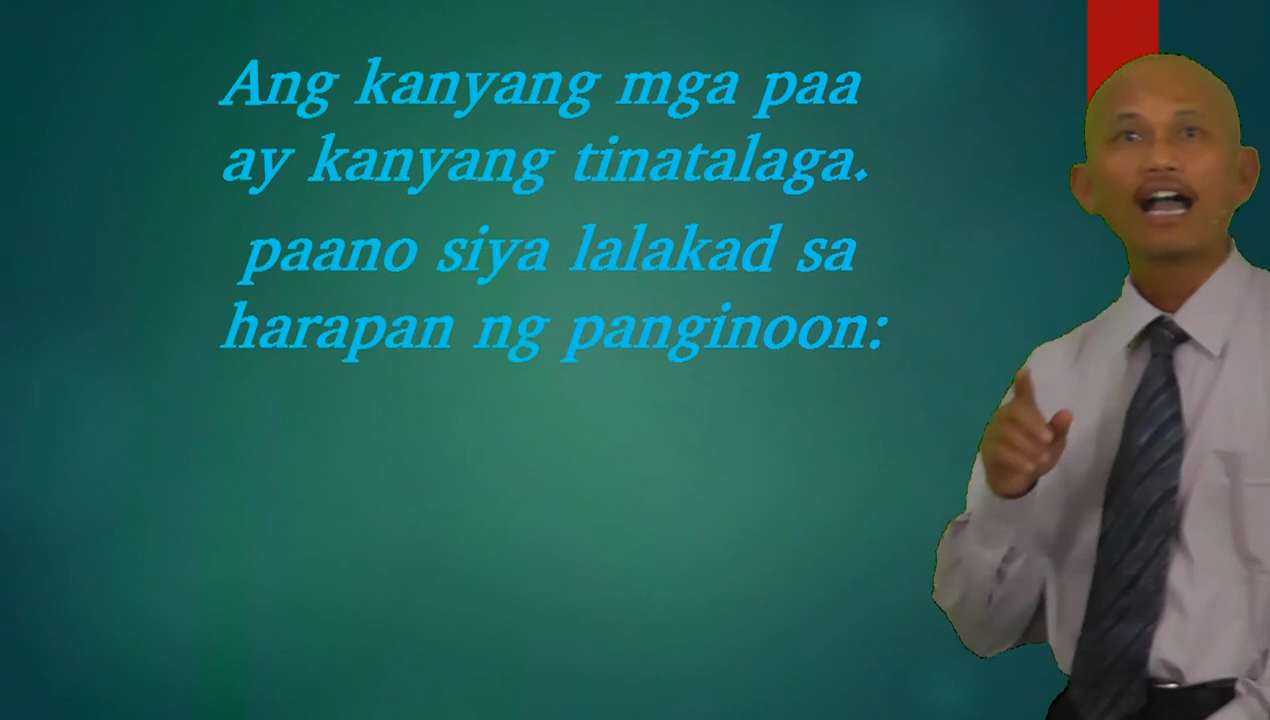 Ang kanyang mga paa
ay kanyang tinatalaga.
paano siya lalakad sa
harapan ng panginoon: